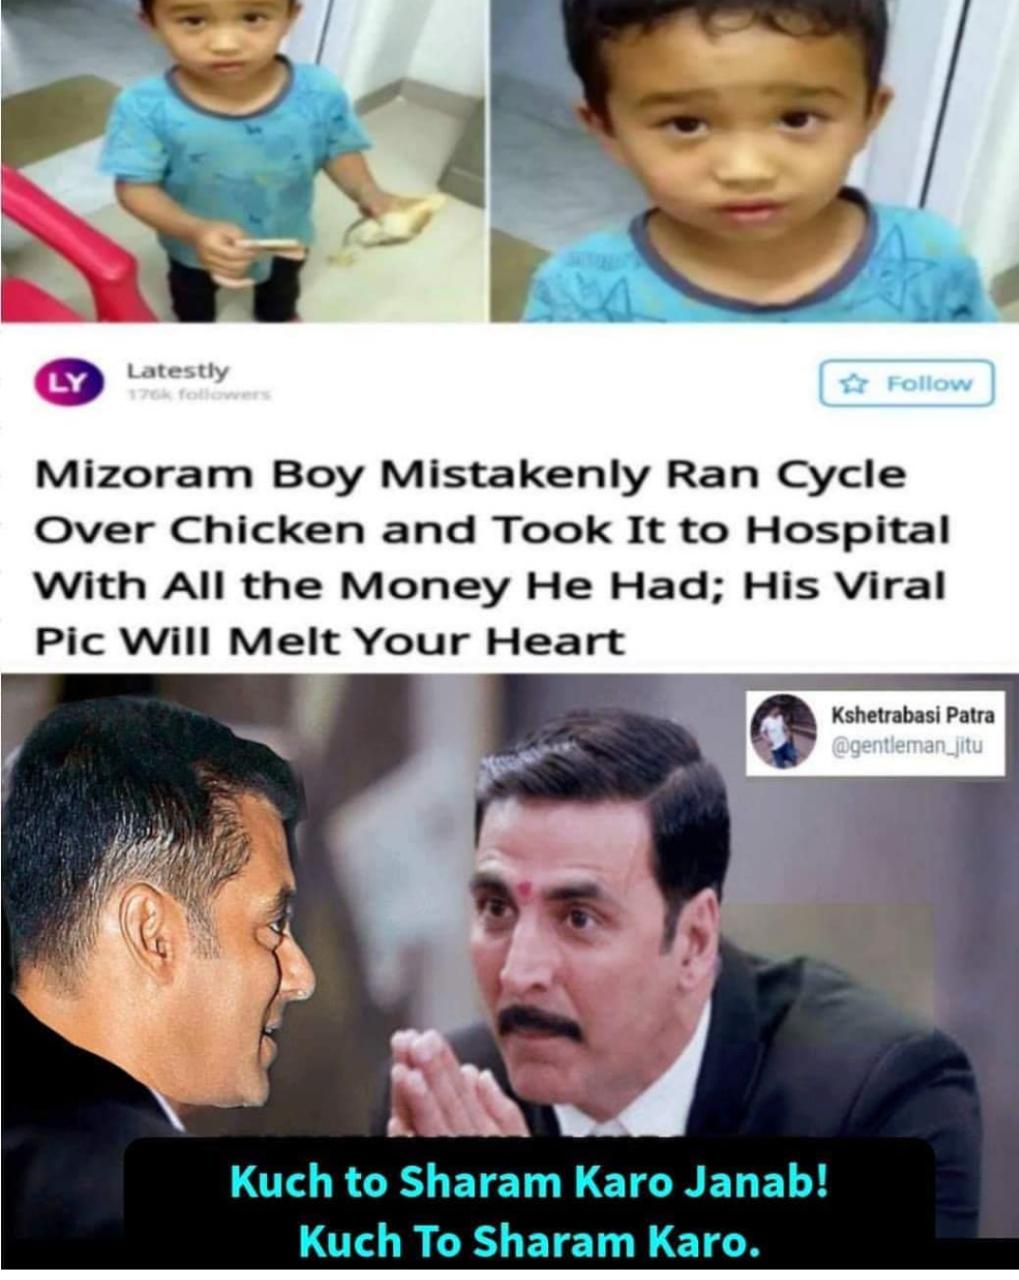 LY
Latestly
176k followers
Follow
Mizoram Boy Mistakenly Ran Cycle
Over Chicken and Took It to Hospital
With All the Money He Had; His Viral
Pic Will Melt Your Heart
Kshetrabasi Patra
@gentleman_jitu
Kuch to Sharam Karo Janab!
Kuch To Sharam Karo.